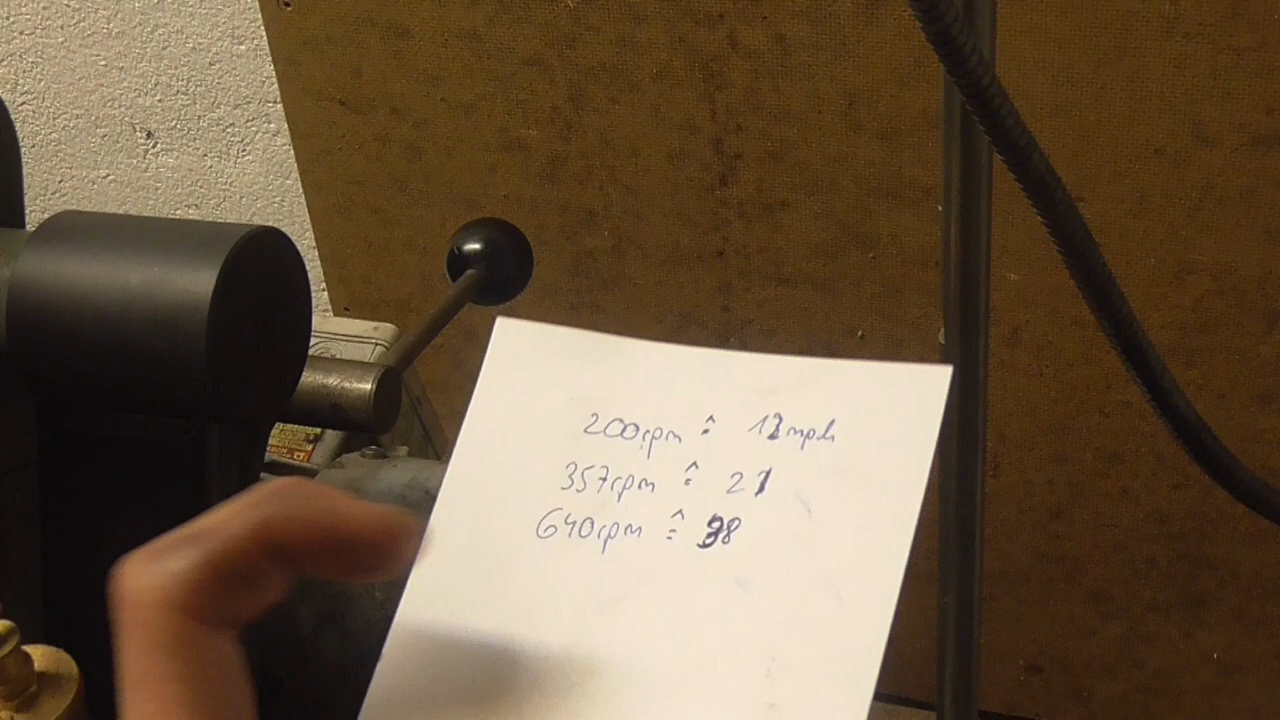 200rpm ≙ 12mph
357rpm ≙ 21
640rpm ≙ 38